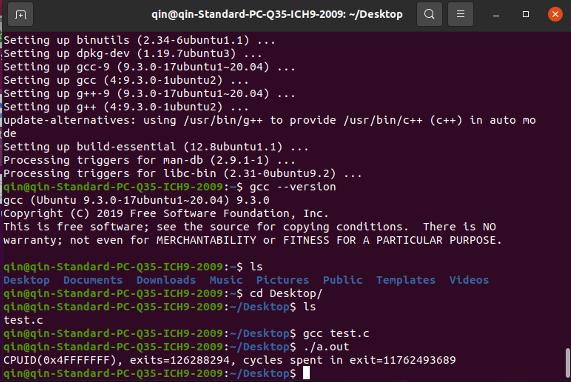 qin@qin-Standard-PC-Q35-ICH9-2009: ~/Desktop
Setting up binutils (2.34-6ubuntu1.1) ...
Setting up dpkg-dev (1.19.7ubuntu3) ...
Setting up gcc-9 (9.3.0-17ubuntu1~20.04) ...
Setting up gcc (4:9.3.0-1ubuntu2) ...
Setting up g++-9 (9.3.0-17ubuntu1~20.04) ...
Setting up g++ (4:9.3.0-1ubuntu2) ...
update-alternatives: using /usr/bin/g++ to provide /usr/bin/c++ (c++) in auto mo
de
Setting up build-essential (12.8ubuntu1.1) ...
Processing triggers for man-db (2.9.1-1) ...
Processing triggers for libc-bin (2.31-0ubuntu9.2) ...
qin@qin-Standard-PC-Q35-ICH9-2009:~$ gcc --version
gcc (Ubuntu 9.3.0-17ubuntu1~20.04) 9.3.0
Copyright (C) 2019 Free Software Foundation, Inc.
This is free software; see the source for copying conditions.  There is NO
warranty; not even for MERCHANTABILITY or FITNESS FOR A PARTICULAR PURPOSE.
qin@qin-Standard-PC-Q35-ICH9-2009:~$ ls
Desktop  Documents  Downloads  Music  Pictures  Public  Templates  Videos
qin@qin-Standard-PC-Q35-ICH9-2009:~$ cd Desktop/
qin@qin-Standard-PC-Q35-ICH9-2009:~/Desktop$ ls
test.c
qin@qin-Standard-PC-Q35-ICH9-2009:~/Desktop$ gcc test.c
qin@qin-Standard-PC-Q35-ICH9-2009:~/Desktop$ ./a.out
CPUID(0x4FFFFFFF), exits=126288294, cycles spent in exit=11762493689
qin@qin-Standard-PC-Q35-ICH9-2009:~/Desktop$